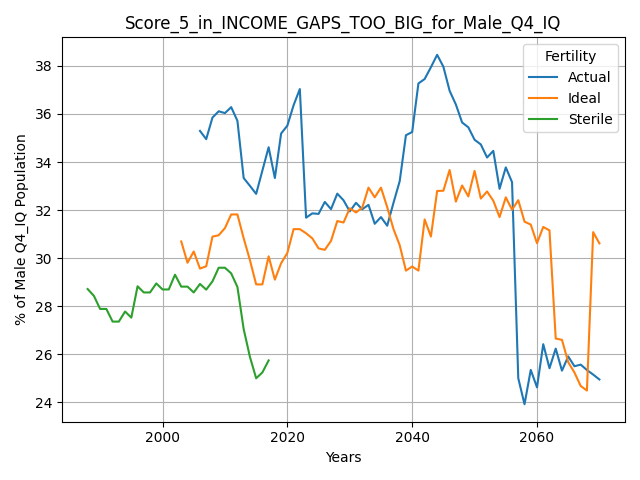 Score_5_in_INCOME_GAPS_TOO_BIG_for_Male_Q4_IQ
% of Male Q4_IQ Population
38
36
34
32
30
28
26
24
Fertility
Actual
Ideal
Sterile
2000
2020
2040
2060
Years